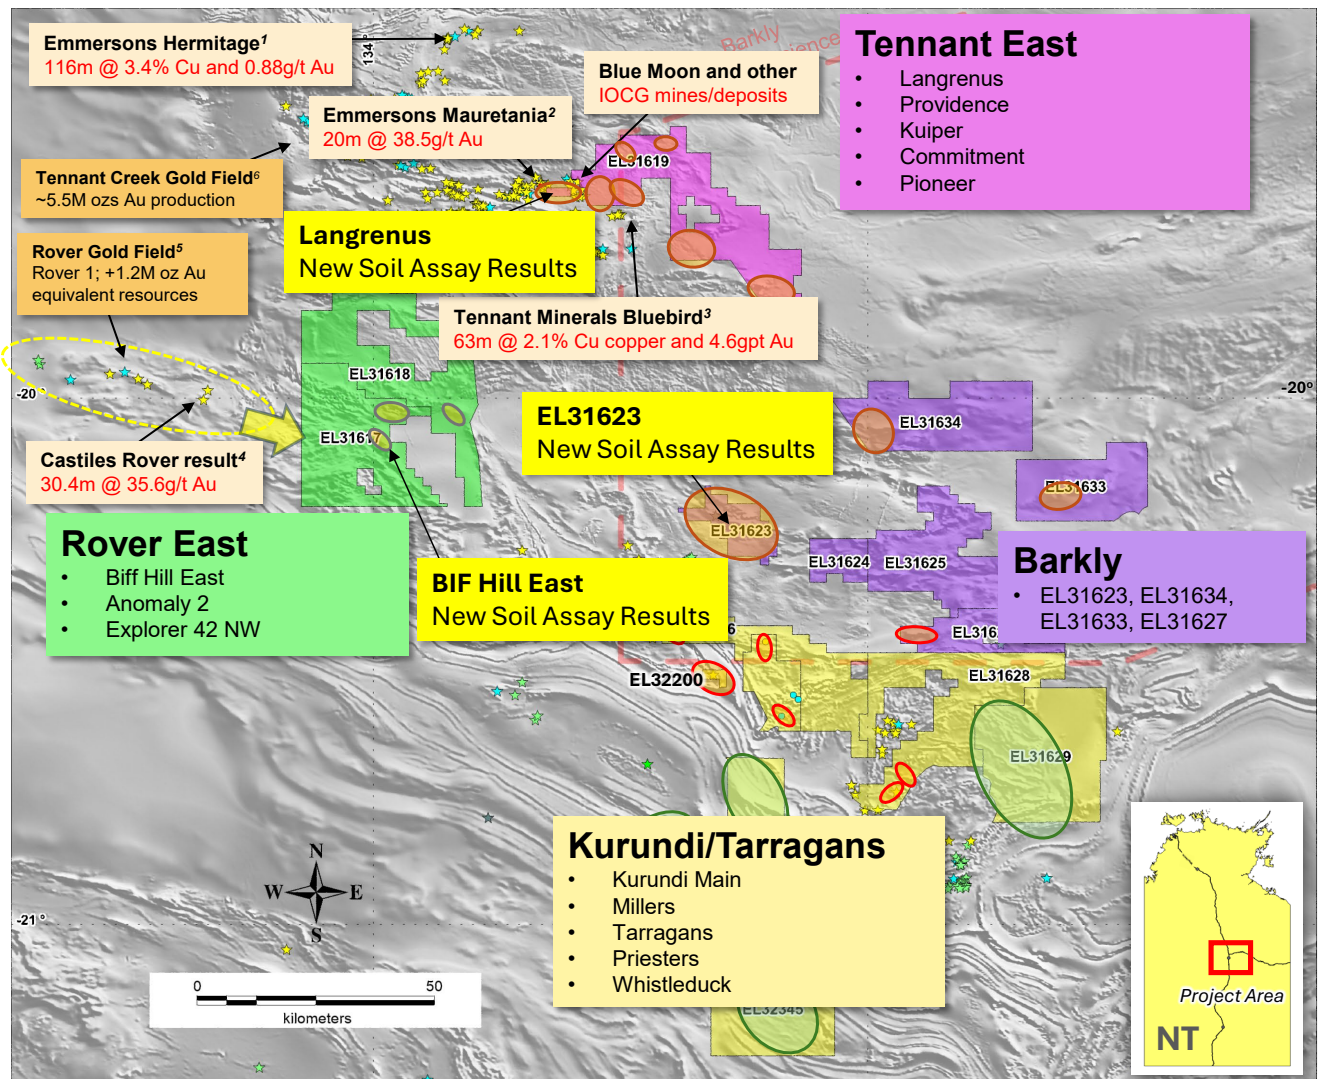 Emmersons Hermitage1
116m @ 3.4% Cu and 0.88g/t Au
134°
Barkly
Tennant East
• Langrenus
• Providence
• Kuiper
• Commitment
• Pioneer
Blue Moon and other
IOCG mines/deposits
Emmersons Mauretania2
20m @ 38.5g/t Au
EL31619
Tennant Creek Gold Field6
~5.5M ozs Au production
Langrenus
New Soil Assay Results
Rover Gold Field5
Rover 1; +1.2M oz Au
equivalent resources
Tennant Minerals Bluebird3
63m @ 2.1% Cu copper and 4.6gpt Au
EL31618
-20°
-20°
EL31617
EL31623
New Soil Assay Results
EL31634
Castiles Rover result4
30.4m @ 35.6g/t Au
EL31633
EL31623
Rover East
• Biff Hill East
• Anomaly 2
• Explorer 42 NW
EL31624
EL31625
Barkly
• EL31623, EL31634,
EL31633, EL31627
BIF Hill East
New Soil Assay Results
EL32200
EL31628
EL31629
Kurundi/Tarragans
• Kurundi Main
• Millers
• Tarragans
• Priesters
• Whistleduck
N
W
E
S
-21°
0
50
kilometers
EL32345
Project Area
NT